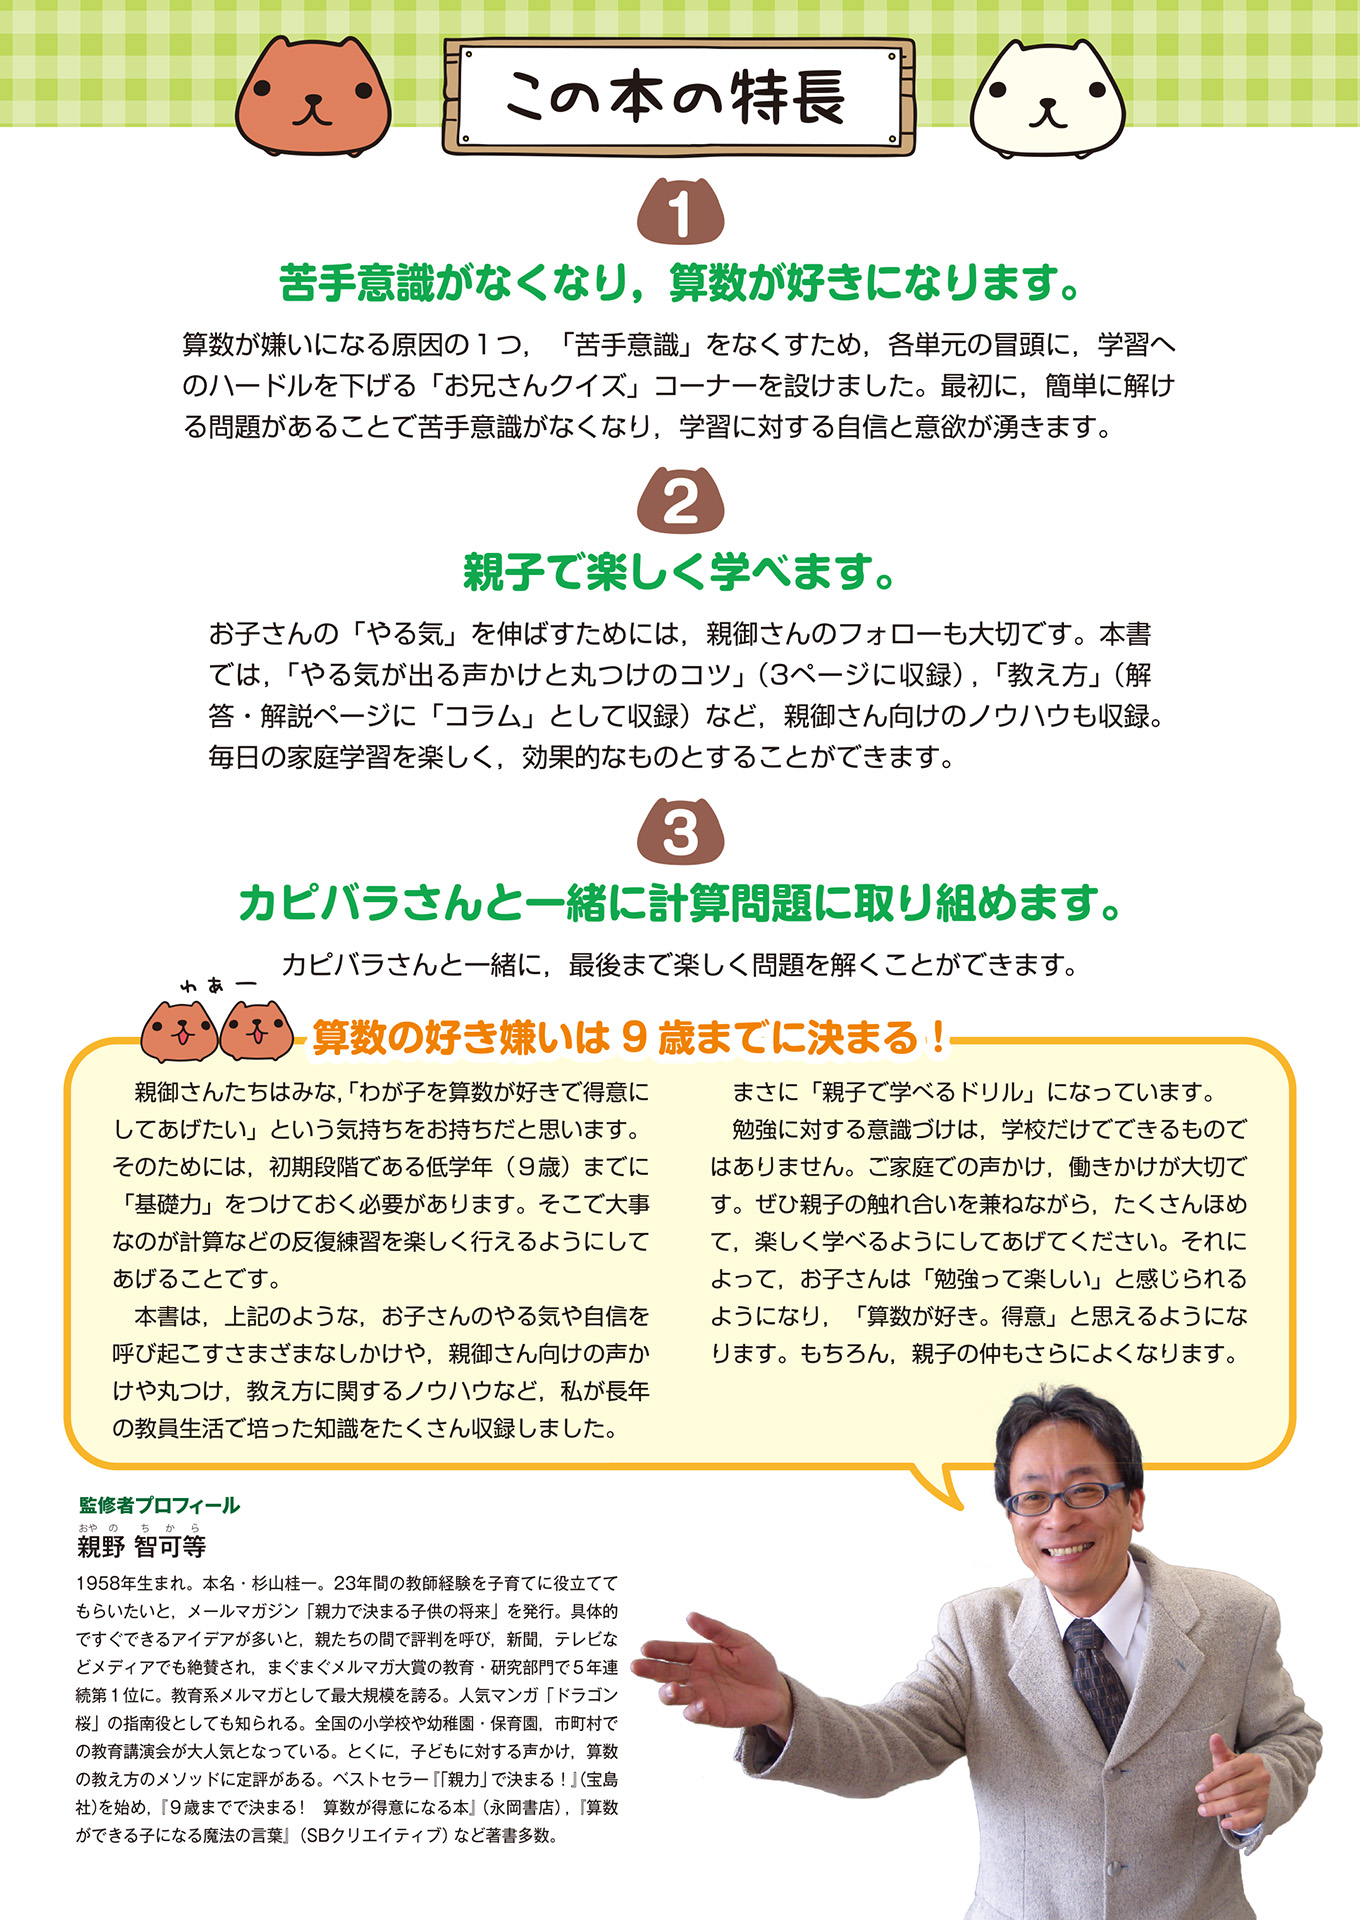 この本の特長
1
苦手意識がなくなり，算数が好きになります。
算数が嫌いになる原因の１つ，「苦手意識」をなくすため，各単元の冒頭に，学習へ
のハードルを下げる「お兄さんクイズ」コーナーを設けました。最初に，簡単に解け
る問題があることで苦手意識がなくなり，学習に対する自信と意欲が湧きます。
2
親子で楽しく学べます。
お子さんの「やる気」を伸ばすためには，親御さんのフォローも大切です。本書
では，「やる気が出る声かけと丸つけのコツ」（3ページに収録），「教え方」（解
答・解説ページに「コラム」として収録）など，親御さん向けのノウハウも収録。
毎日の家庭学習を楽しく，効果的なものとすることができます。
3
カピバラさんと一緒に計算問題に取り組めます。
カピバラさんと一緒に，最後まで楽しく問題を解くことができます。
わぁー
算数の好き嫌いは 9 歳までに決まる！
親御さんたちはみな，「わが子を算数が好きで得意に
してあげたい」という気持ちをお持ちだと思います。
そのためには，初期段階である低学年（９歳）までに
「基礎力」をつけておく必要があります。そこで大事
なのが計算などの反復練習を楽しく行えるようにして
あげることです。
本書は，上記のような，お子さんのやる気や自信を
呼び起こすさまざまなしかけや，親御さん向けの声か
けや丸つけ，教え方に関するノウハウなど，私が長年
の教員生活で培った知識をたくさん収録しました。
まさに「親子で学べるドリル」になっています。
勉強に対する意識づけは，学校だけでできるもので
はありません。ご家庭での声かけ，働きかけが大切で
す。ぜひ親子の触れ合いを兼ねながら，たくさんほめ
て，楽しく学べるようにしてあげてください。それに
よって，お子さんは「勉強って楽しい」と感じられる
ようになり，「算数が好き。得意」と思えるようにな
ります。もちろん，親子の仲もさらによくなります。
監修者プロフィール
おや の ち か ら
親野 智可等
1958年生まれ。本名・杉山桂一。23年間の教師経験を子育てに役立てて
もらいたいと，メールマガジン「親力で決まる子供の将来」を発行。具体的
ですぐできるアイデアが多いと，親たちの間で評判を呼び，新聞，テレビな
どメディアでも絶賛され，まぐまぐメルマガ大賞の教育・研究部門で５年連
続第１位に。教育系メルマガとして最大規模を誇る。人気マンガ「ドラゴン
桜」の指南役としても知られる。全国の小学校や幼稚園・保育園，市町村で
の教育講演会が大人気となっている。とくに，子どもに対する声かけ，算数
の教え方のメソッドに定評がある。ベストセラー『「親力」で決まる！』（宝島
社）を始め，『９歳までで決まる！　算数が得意になる本』（永岡書店），『算数
ができる子になる魔法の言葉』（SBクリエイティブ）など著書多数。